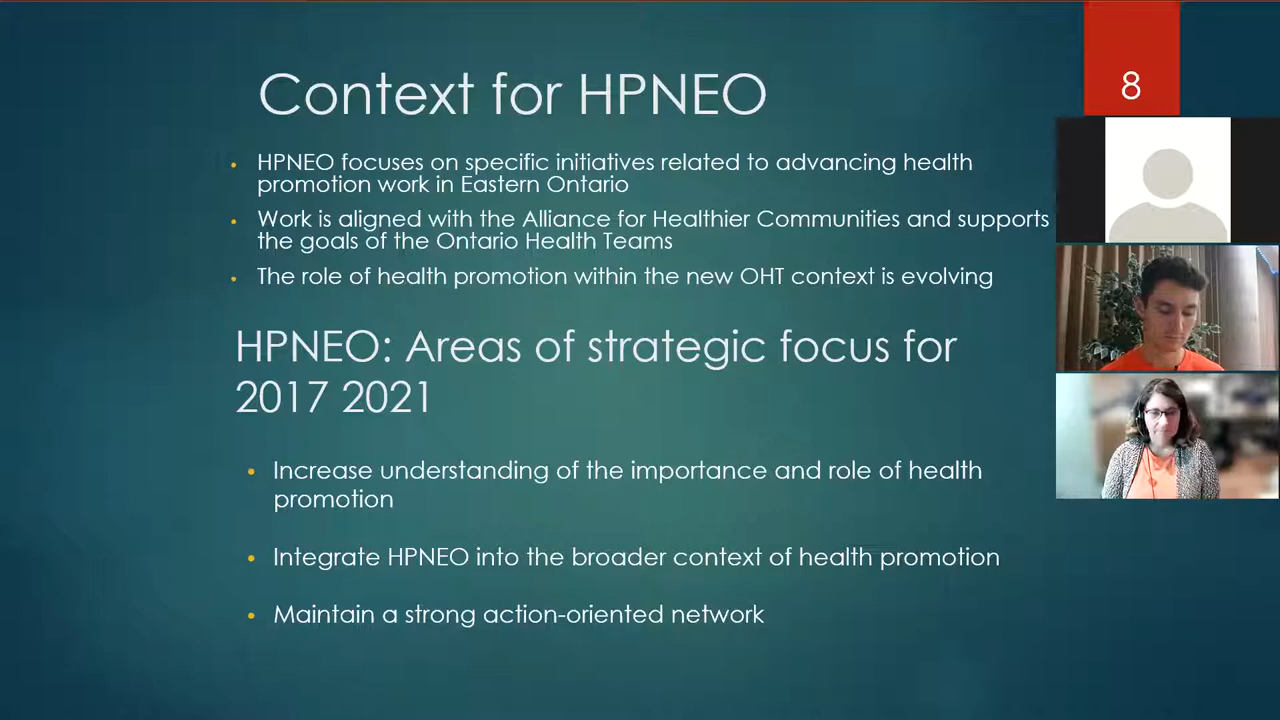 Context for HPNEO
8
• HPNEO focuses on specific initiatives related to advancing health
promotion work in Eastern Ontario
• Work is aligned with the Alliance for Healthier Communities and supports
the goals of the Ontario Health Teams
• The role of health promotion within the new OHT context is evolving
HPNEO: Areas of strategic focus for
2017 2021
• Increase understanding of the importance and role of health
promotion
• Integrate HPNEO into the broader context of health promotion
• Maintain a strong action-oriented network